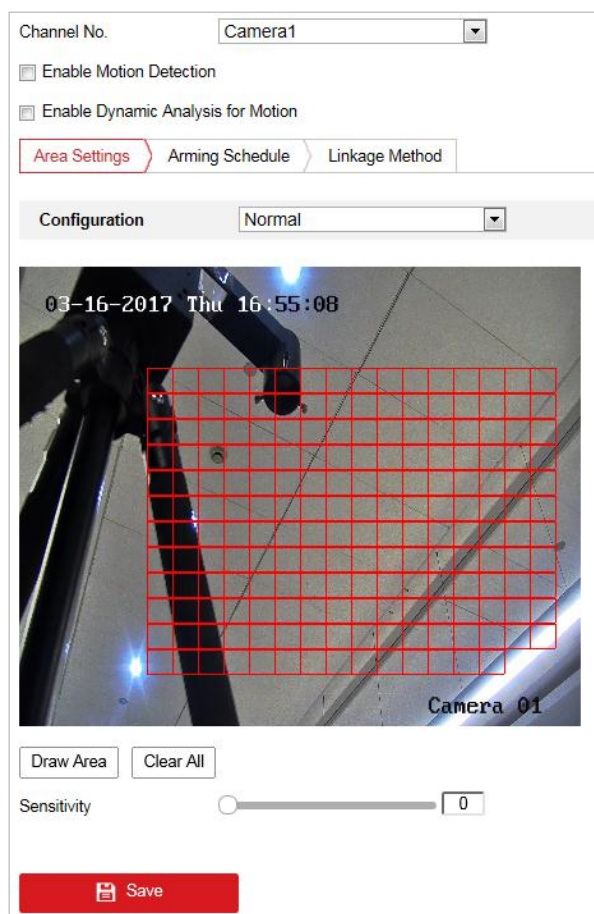 Channel No. Camera1
Enable Motion Detection
Enable Dynamic Analysis for Motion
Area Settings Arming Schedule Linkage Method
Configuration Normal
03-16-2017 Thu 16:55:08
Camera 01
Draw Area Clear All
Sensitivity 0
Save